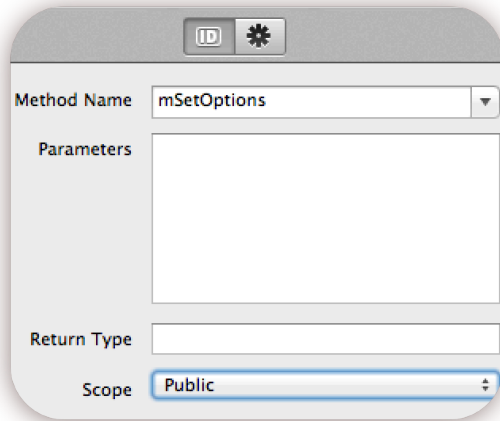 ID
Method Name mSetOptions
Parameters
Return Type
Scope Public